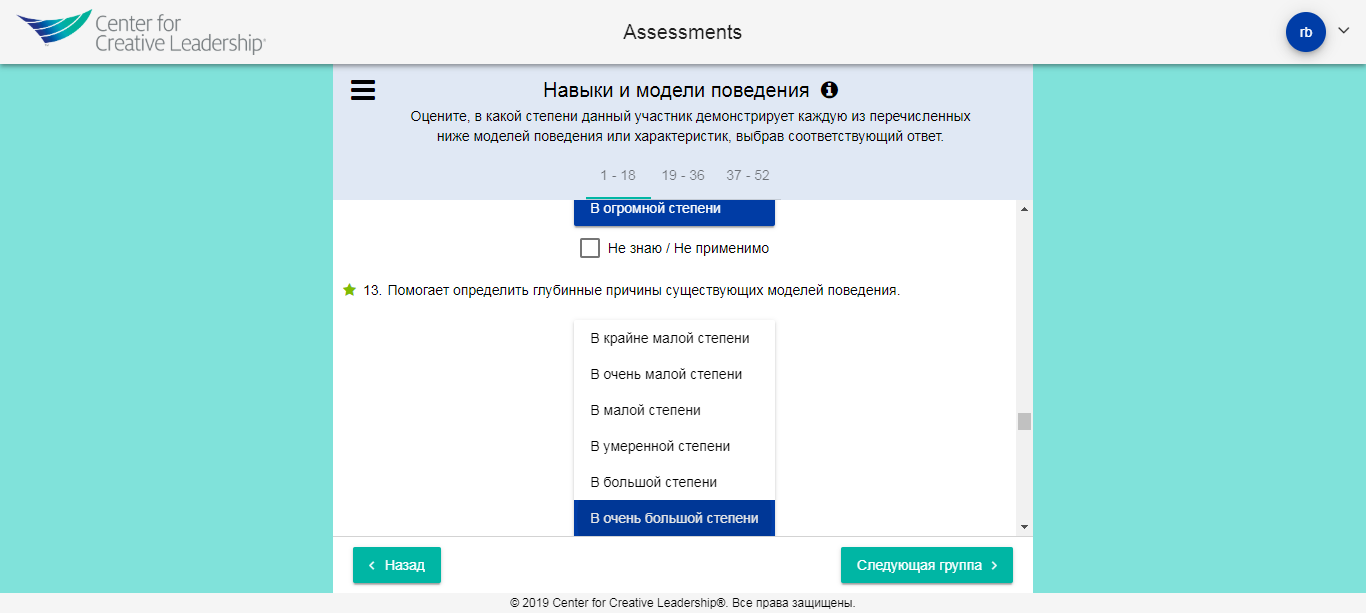 Center for
Creative Leadership®
Assessments
rb
Навыки и модели поведения
Оцените, в какой степени данный участник демонстрирует каждую из перечисленных
ниже моделей поведения или характеристик, выбрав соответствующий ответ.
1 - 18 19 - 36 37 - 52
В огромной степени
Не знаю / Не применимо
13. Помогает определить глубинные причины существующих моделей поведения.
В крайне малой степени
В очень малой степени
В малой степени
В умеренной степени
В большой степени
В очень большой степени
Назад
Следующая группа
© 2019 Center for Creative Leadership®. Все права защищены.